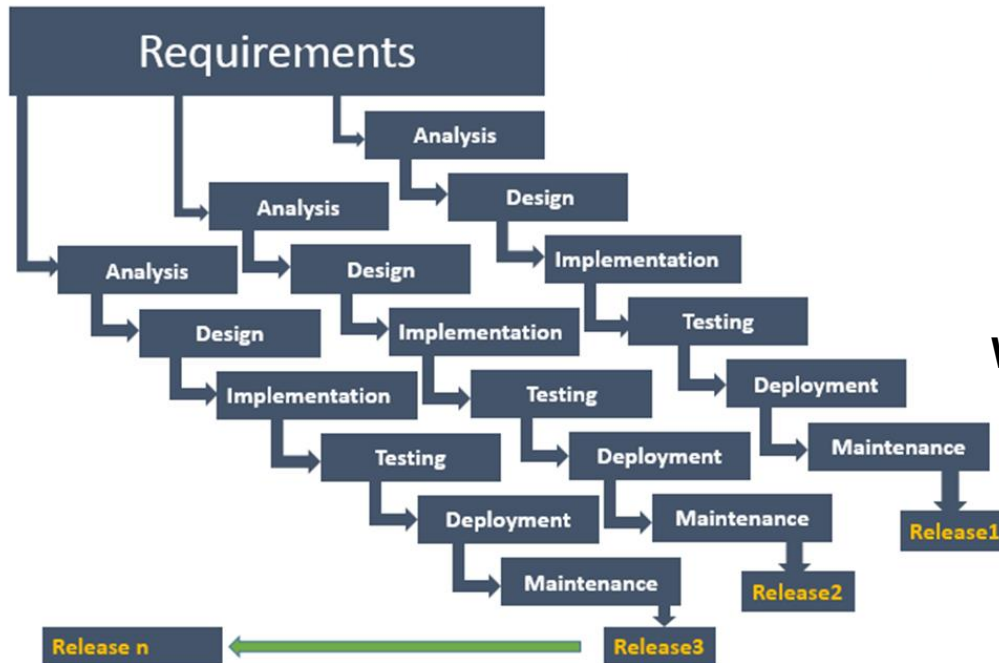 Requirements
Analysis
Design
Implementation
Testing
Deployment
Maintenance
Release1
Analysis
Design
Implementation
Testing
Deployment
Maintenance
Release2
Analysis
Design
Implementation
Testing
Deployment
Maintenance
Release3
Release n